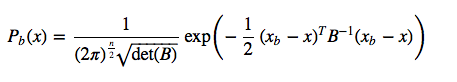 P_b(x) = \frac{1}{(2\pi)^{\frac{n}{2}} \sqrt{\det(B)}} \exp\left( -\frac{1}{2} (x_b - x)^T B^{-1} (x_b - x) \right)